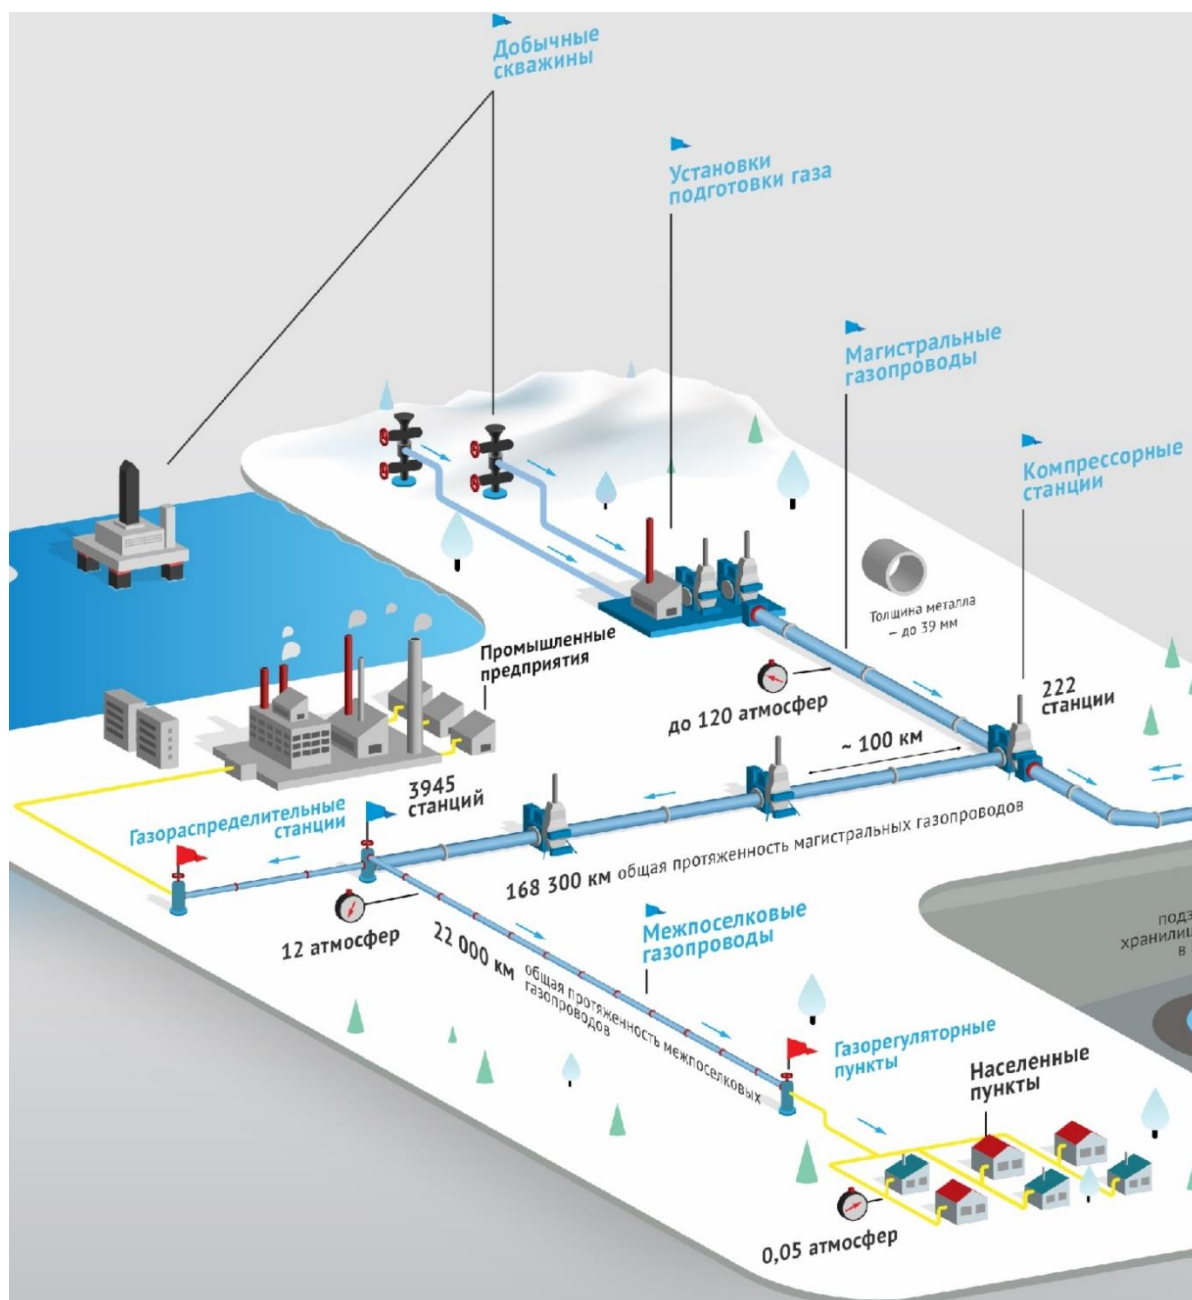 Добычные
скважины
Установки
подготовки газа
Магистральные
газопроводы
Компрессорные
станции
Толщина металла
– до 39 мм
Промышленные
предприятия
222
станции
до 120 атмосфер
~ 100 км
3945
станций
Газораспределительные
станции
168 300 км общая протяженность магистральных газопроводов
12 атмосфер
22 000 км
общая протяженность межпоселковых
газопроводов
Межпоселковые
газопроводы
Газорегуляторные
пункты
Населенные
пункты
0,05 атмосфер
подз
хранилиц
в